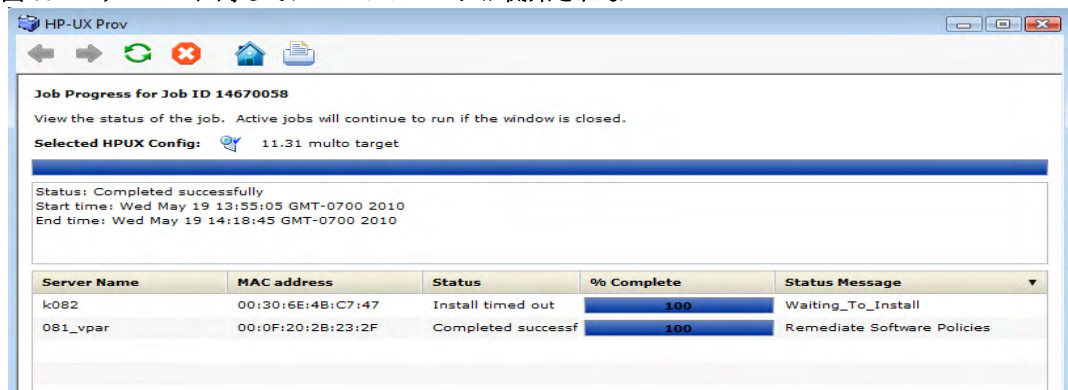 HP-UX Prov
Job Progress for Job ID 14670058
View the status of the job. Active jobs will continue to run if the window is closed.
Selected HPUX Config: 11.31 multo target
Status: Completed successfully
Start time: Wed May 19 13:55:05 GMT-0700 2010
End time: Wed May 19 14:18:45 GMT-0700 2010
Server Name MAC address Status % Complete Status Message
k082 00:30:6E:4B:C7:47 Install timed out 100 Waiting_To_Install
081_vpar 00:0F:20:2B:23:2F Completed successf 100 Remediate Software Policies